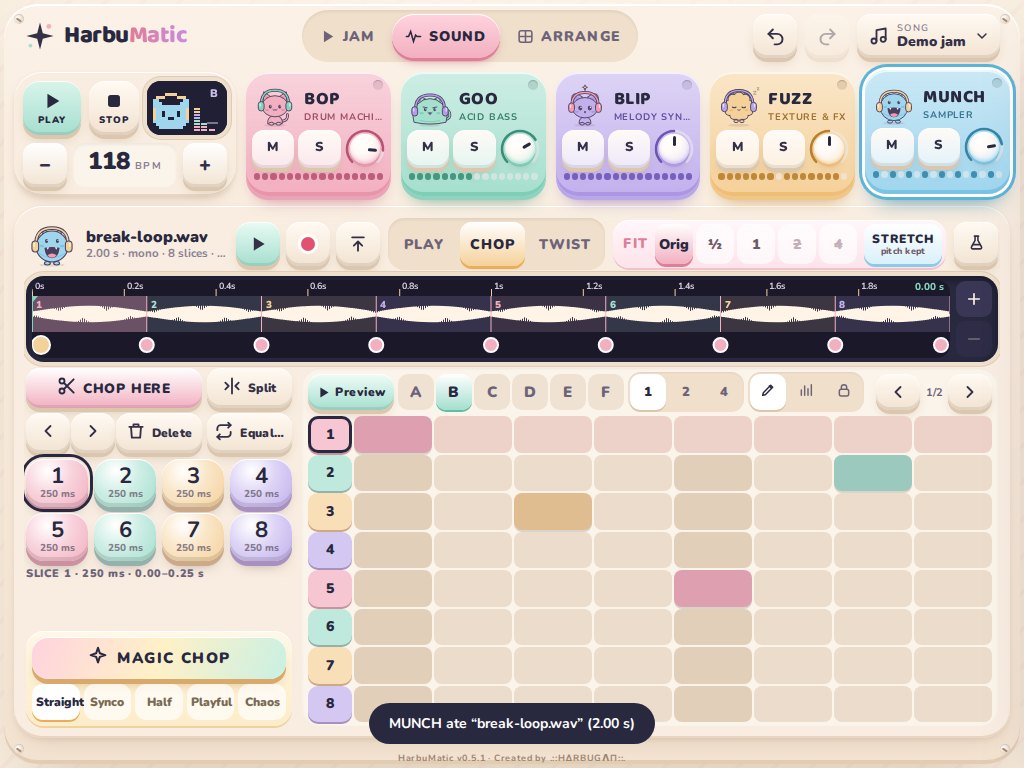 HarbuMatic
JAM SOUND ARRANGE
SONG
Demo jam
PLAY STOP B
118 BPM
BOP
DRUM MACHI...
M S
GOO
ACID BASS
M S
BLIP
MELODY SYN...
M S
FUZZ
TEXTURE & FX
M S
MUNCH
SAMPLER
M S
break-loop.wav
2.00 s · mono · 8 slices · ...
PLAY CHOP TWIST
FIT Orig ½ 1 2 4
STRETCH
pitch kept
0s 0.2s 0.4s 0.6s 0.8s 1s 1.2s 1.4s 1.6s 1.8s 0.00 s
1 2 3 4 5 6 7 8
CHOP HERE Split
Delete Equal...
1 2 3 4
250 ms 250 ms 250 ms 250 ms
5 6 7 8
250 ms 250 ms 250 ms 250 ms
SLICE 1 · 250 ms · 0.00–0.25 s
MAGIC CHOP
Straight Synco Half Playful Chaos
Preview A B C D E F 1 2 4 1/2
1
2
3
4
5
6
7
8
MUNCH ate “break-loop.wav” (2.00 s)
HarbuMatic v0.5.1 · Created by .::HΔRBUGΛΠ::.